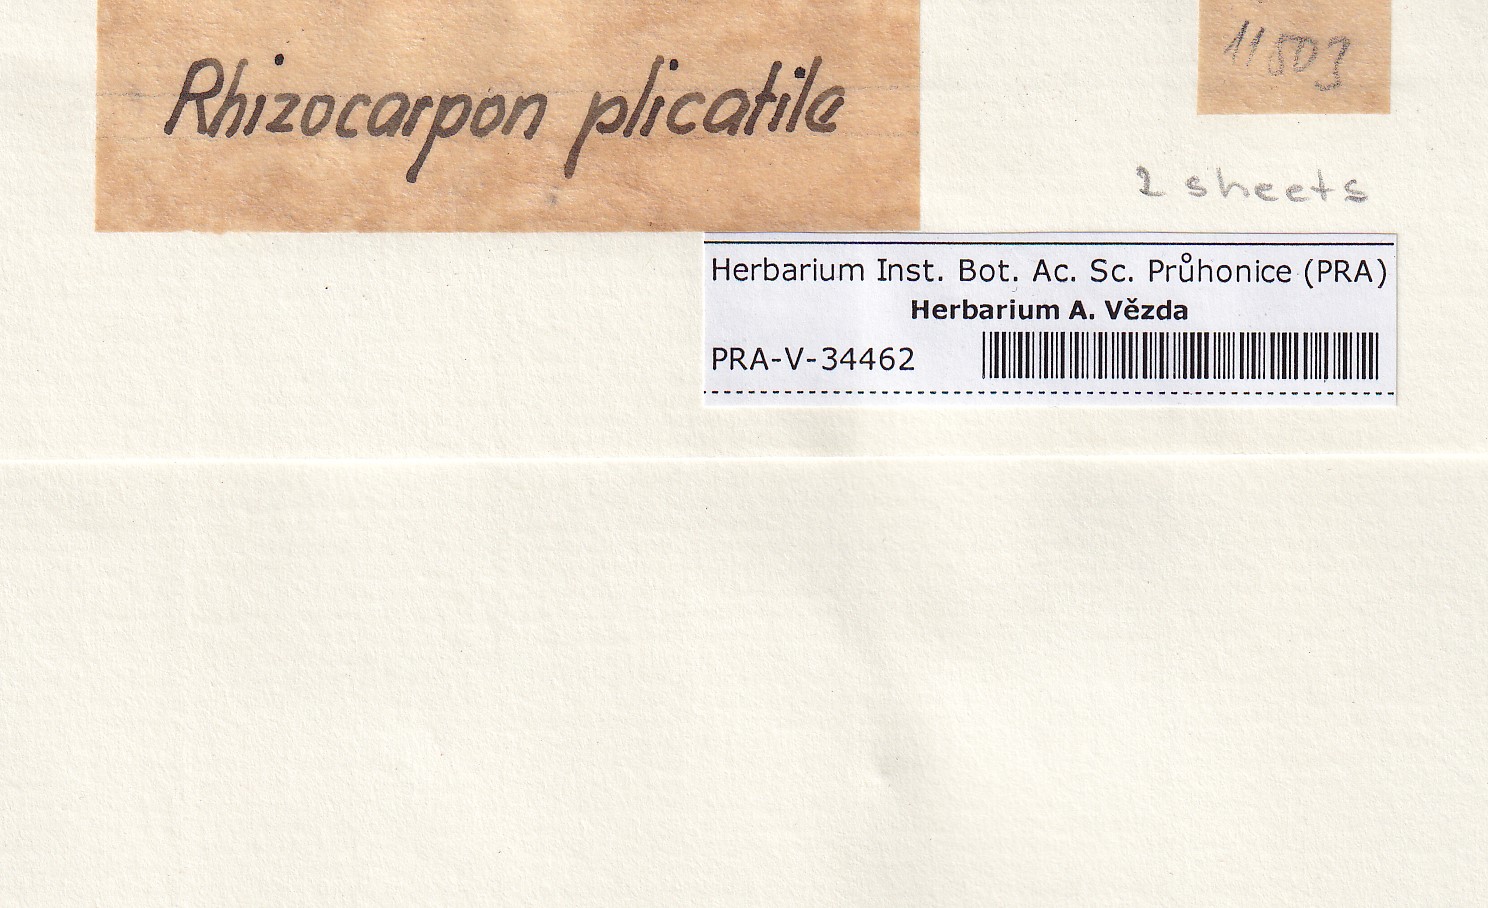 Rhizocarpon plicatile
11503
2 sheets
Herbarium Inst. Bot. Ac. Sc. Průhonice (PRA)
Herbarium A. Vězda
PRA-V-34462